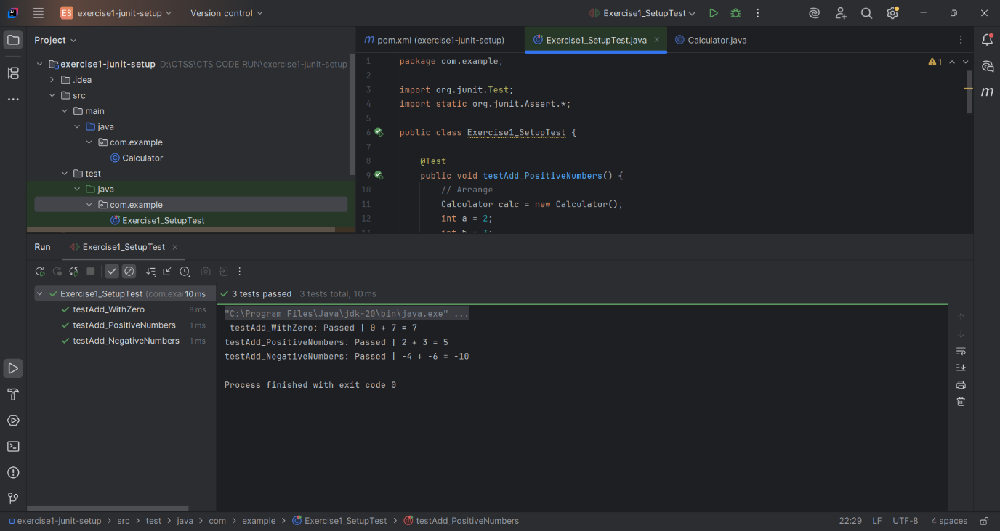 ES exercise1-junit-setup Version control Exercise1_SetupTest
Project
exercise1-junit-setup D:\CTSS\CTS CODE RUN\exercise1-junit-setup
.idea
src
main
java
com.example
Calculator
test
java
com.example
Exercise1_SetupTest
m pom.xml (exercise1-junit-setup) Exercise1_SetupTest.java Calculator.java
1 package com.example;
2
3 import org.junit.Test;
4 import static org.junit.Assert.*;
5
6 public class Exercise1_SetupTest {
7
8 @Test
9 public void testAdd_PositiveNumbers() {
10 // Arrange
11 Calculator calc = new Calculator();
12 int a = 2;
13 int b = 3;
1
m
Run Exercise1_SetupTest
Exercise1_SetupTest (com.exa 10 ms
testAdd_WithZero 8 ms
testAdd_PositiveNumbers 1 ms
testAdd_NegativeNumbers 1 ms
3 tests passed 3 tests total, 10 ms
"C:\Program Files\Java\jdk-20\bin\java.exe" ...
testAdd_WithZero: Passed | 0 + 7 = 7
testAdd_PositiveNumbers: Passed | 2 + 3 = 5
testAdd_NegativeNumbers: Passed | -4 + -6 = -10
Process finished with exit code 0
exercise1-junit-setup > src > test > java > com > example > Exercise1_SetupTest > testAdd_PositiveNumbers 22:29 LF UTF-8 4 spaces